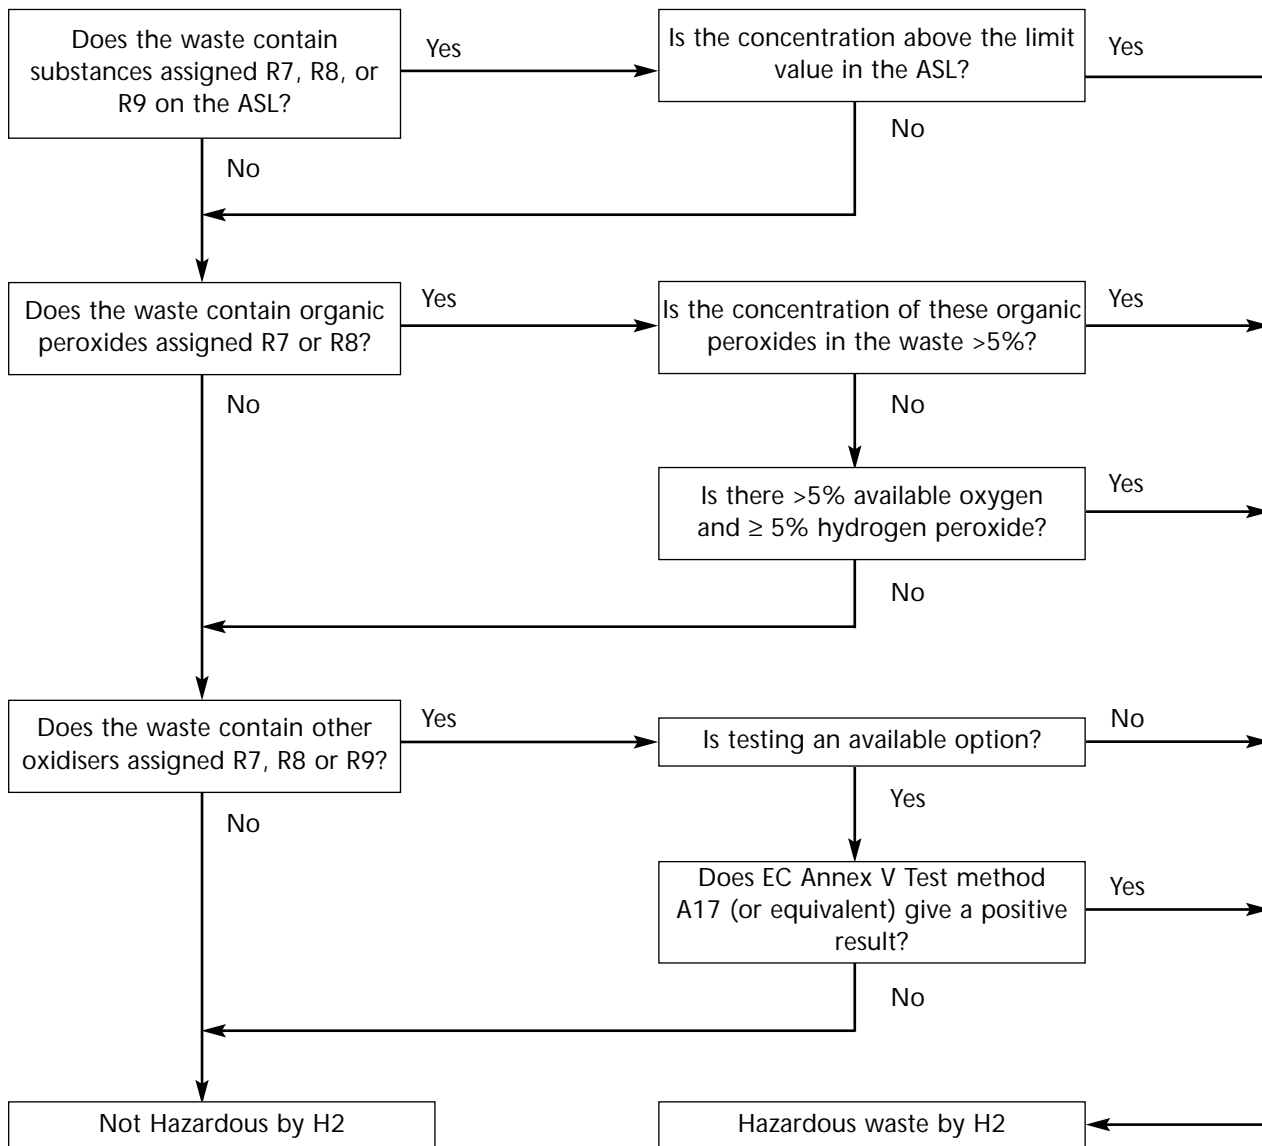 Does the waste contain
substances assigned R7, R8, or
R9 on the ASL?
Yes
Is the concentration above the limit
value in the ASL?
Yes
No
No
Does the waste contain organic
peroxides assigned R7 or R8?
Yes
Is the concentration of these organic
peroxides in the waste >5%?
Yes
No
No
Is there >5% available oxygen
and ≥ 5% hydrogen peroxide?
Yes
No
Does the waste contain other
oxidisers assigned R7, R8 or R9?
Yes
Is testing an available option?
No
No
Yes
Does EC Annex V Test method
A17 (or equivalent) give a positive
result?
Yes
No
Not Hazardous by H2
Hazardous waste by H2